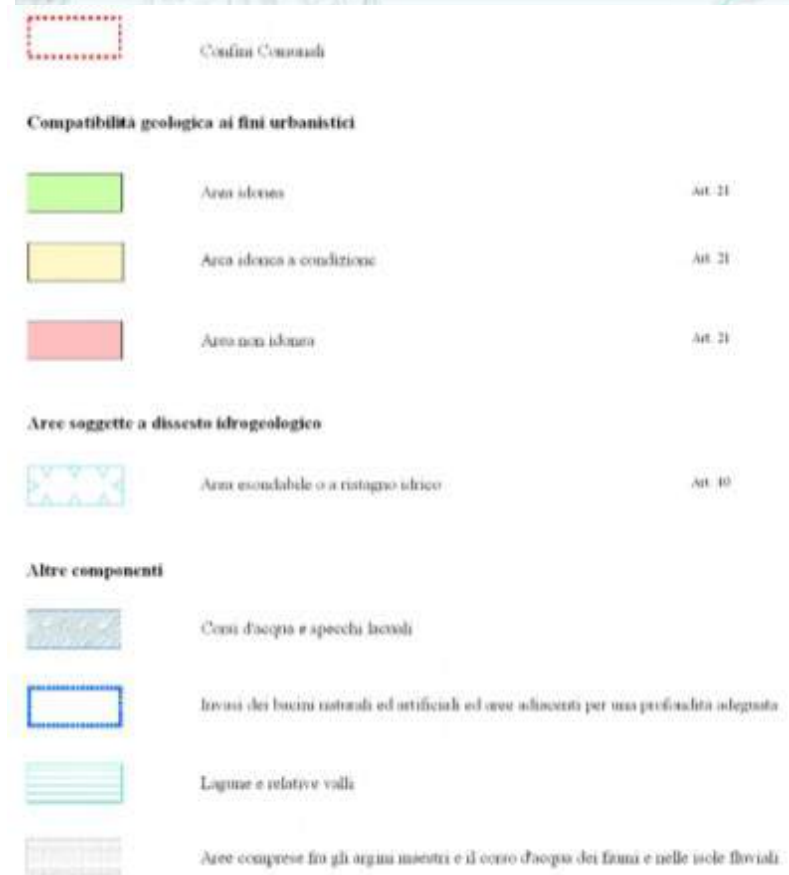 Confini Comunali
Compatibilità geologica ai fini urbanistici
Area idonea Art. 21
Area idonea a condizione Art. 21
Area non idonea Art. 21
Aree soggette a dissesto idrogeologico
Area esondabile o a ristagno idrico Art. 10
Altre componenti
Corsi d'acqua e specchi lacuali
Invasi dei bacini naturali ed artificiali ed aree adiacenti per una profondità adeguata
Lagune e relative valli
Aree comprese fra gli argini maestri e il corso d'acqua dei fiumi e nelle isole fluviali